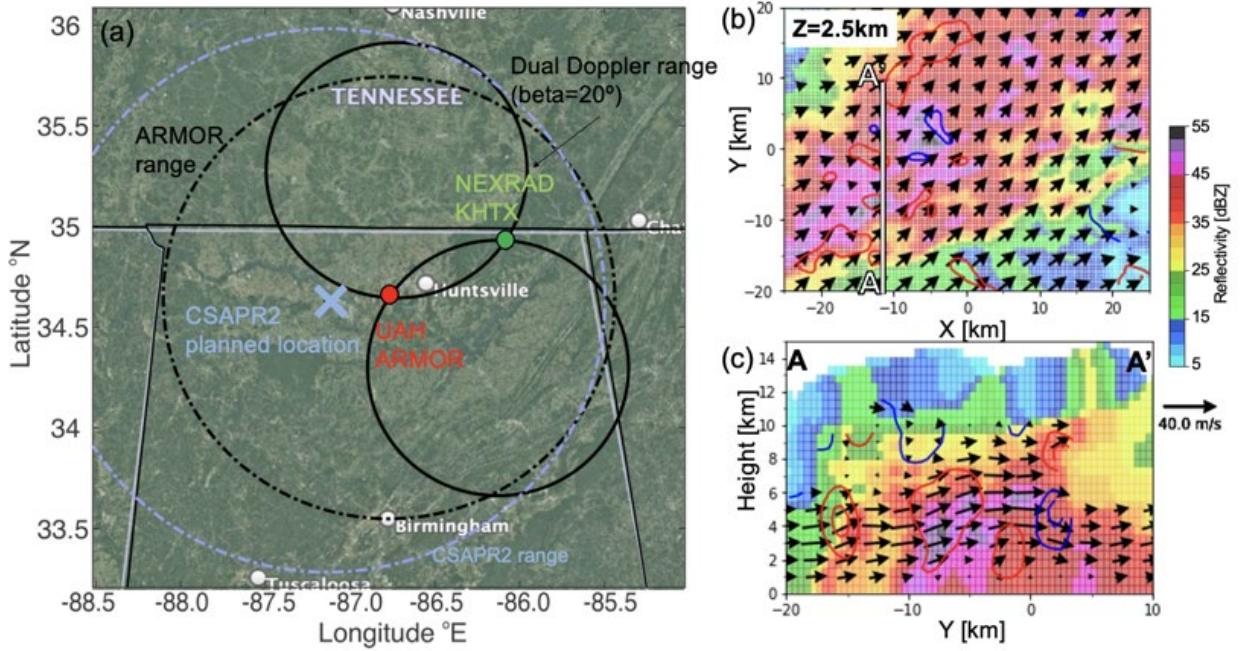 (a)
Nashville
Dual Doppler range
(beta=20º)
TENNESSEE
ARMOR
range
NEXRAD
KHTX
Cha
Huntsville
CSAPR2
planned location
UAH
ARMOR
Birmingham
CSAPR2 range
Tuscaloosa
36
35.5
35
34.5
34
33.5
Latitude °N
-88.5 -88.0 -87.5 -87.0 -86.5 -86.0 -85.5
Longitude °E
(b)
Z=2.5km
A'
A
20
10
0
-10
-20
Y [km]
-20 -10 0 10 20
X [km]
55
45
35
25
15
5
Reflectivity [dBZ]
(c)
A
A'
14
12
10
8
6
4
2
0
Height [km]
-20 -10 0 10
Y [km]
40.0 m/s